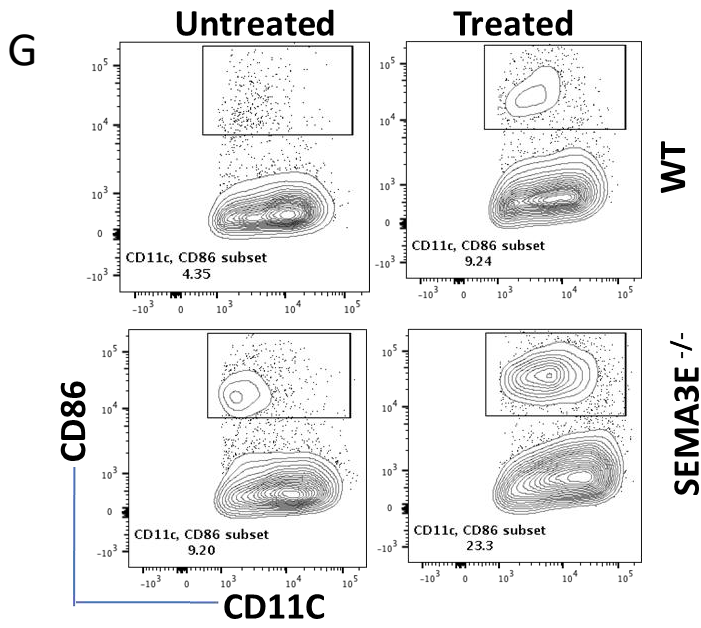 G
Untreated
Treated
10^5
10^4
10^3
0
-10^3
CD11c, CD86 subset
4.35
-10^3 0 10^3 10^4 10^5
10^5
10^4
10^3
0
-10^3
CD11c, CD86 subset
9.24
-10^3 0 10^3 10^4 10^5
WT
10^5
10^4
10^3
0
-10^3
CD11c, CD86 subset
9.20
-10^3 0 10^3 10^4 10^5
10^5
10^4
10^3
0
-10^3
CD11c, CD86 subset
23.3
-10^3 0 10^3 10^4 10^5
SEMA3E -/-
CD86
CD11C